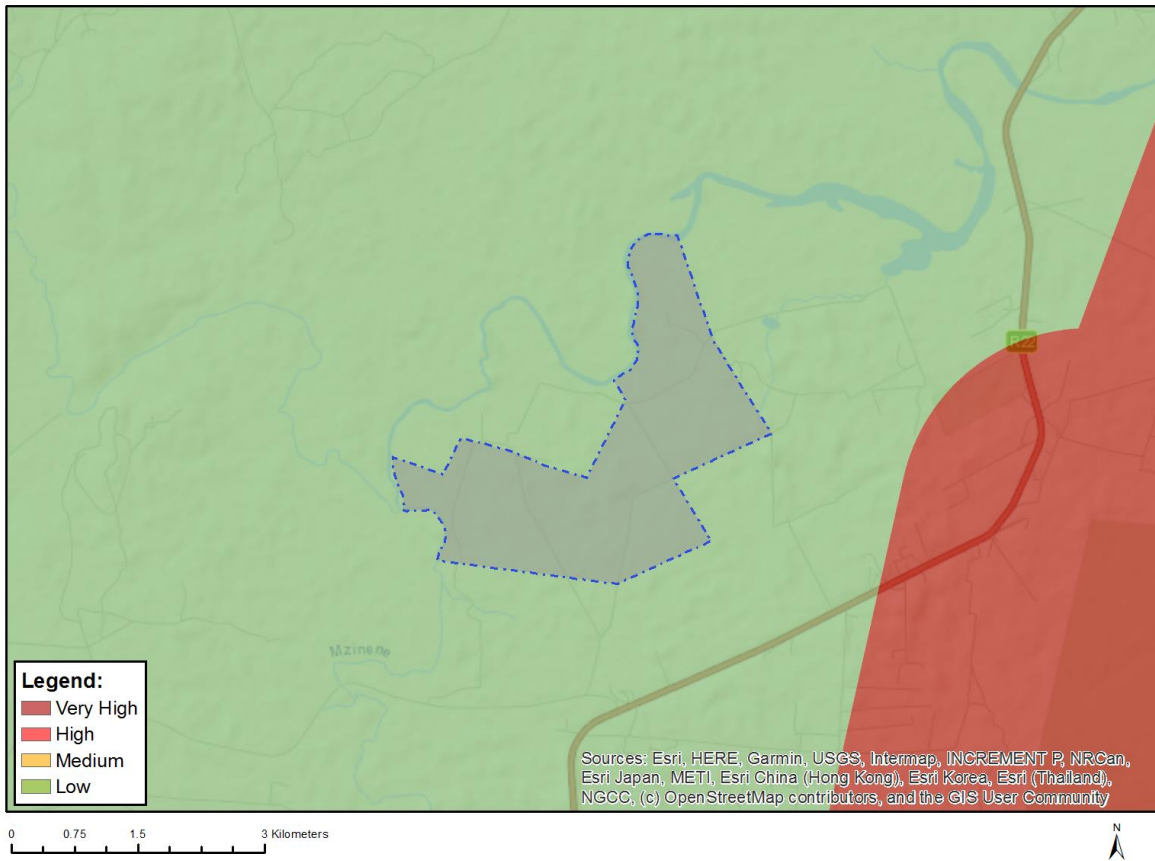 R22
Mzinene
Legend:
Very High
High
Medium
Low
Sources: Esri, HERE, Garmin, USGS, Intermap, INCREMENT P, NRCan,
Esri Japan, METI, Esri China (Hong Kong), Esri Korea, Esri (Thailand),
NGCC, (c) OpenStreetMap contributors, and the GIS User Community
0 0.75 1.5 3 Kilometers
N